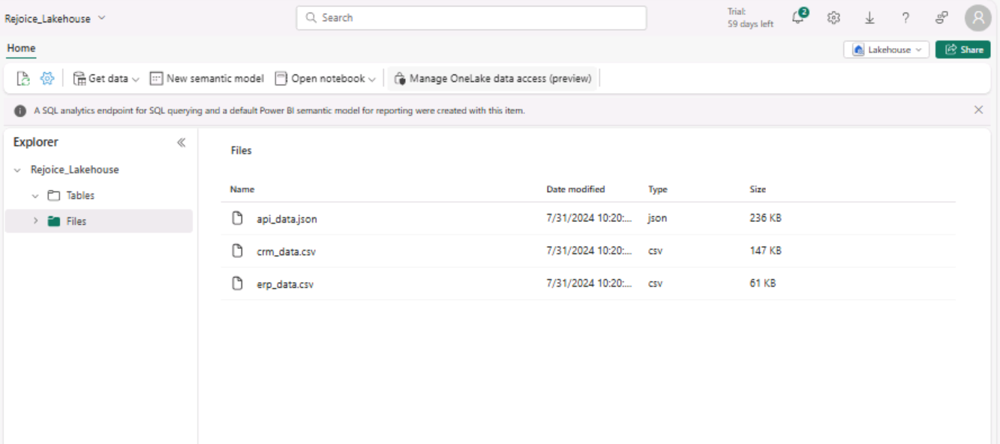 Rejoice_Lakehouse
Search
Trial:
59 days left
2
?
Home
Lakehouse
Share
Get data
New semantic model
Open notebook
Manage OneLake data access (preview)
A SQL analytics endpoint for SQL querying and a default Power BI semantic model for reporting were created with this item.
Explorer
Rejoice_Lakehouse
Tables
Files
Files
Name Date modified Type Size
api_data.json 7/31/2024 10:20:... json 236 KB
crm_data.csv 7/31/2024 10:20:... csv 147 KB
erp_data.csv 7/31/2024 10:20:... csv 61 KB